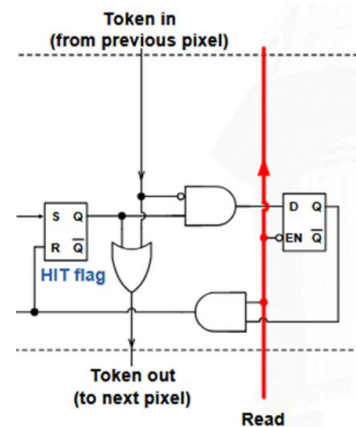 Token in
(from previous pixel)
S Q
R Q̅
HIT flag
D Q
EN Q̅
Token out
(to next pixel)
Read